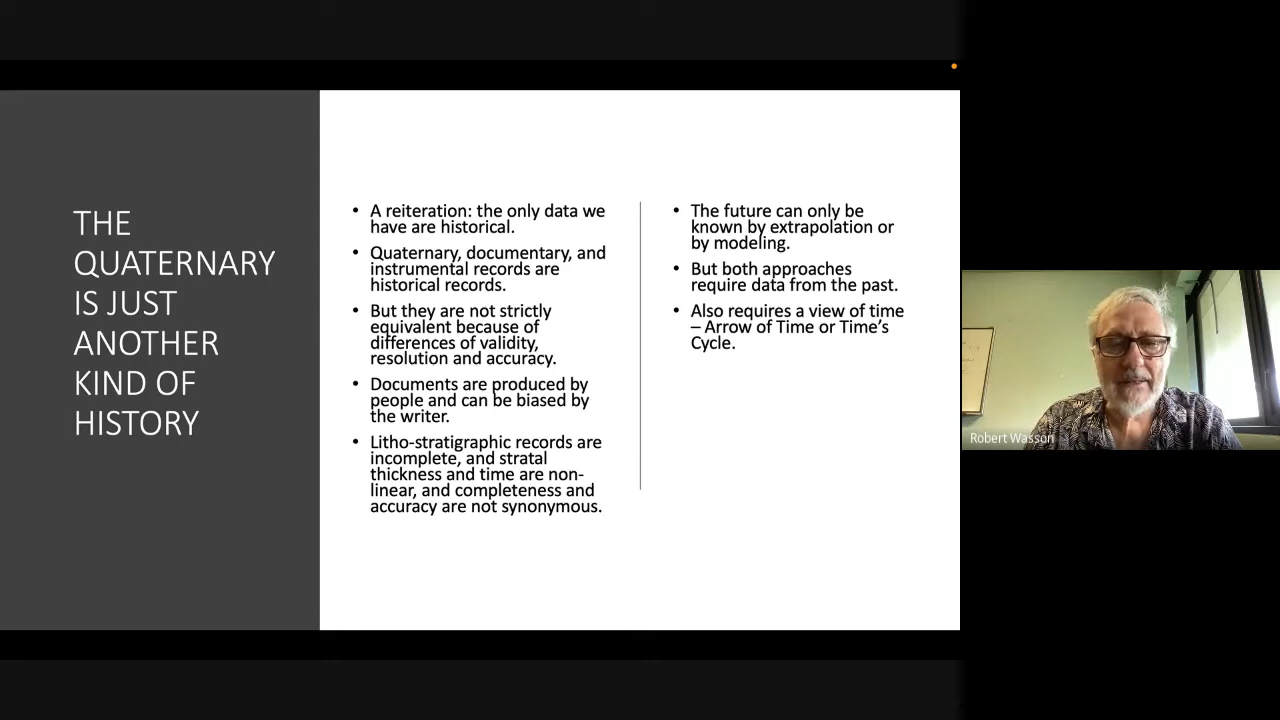 THE
QUATERNARY
IS JUST
ANOTHER
KIND OF
HISTORY
• A reiteration: the only data we
have are historical.
• Quaternary, documentary, and
instrumental records are
historical records.
• But they are not strictly
equivalent because of
differences of validity,
resolution and accuracy.
• Documents are produced by
people and can be biased by
the writer.
• Litho-stratigraphic records are
incomplete, and stratal
thickness and time are non-
linear, and completeness and
accuracy are not synonymous.
• The future can only be
known by extrapolation or
by modeling.
• But both approaches
require data from the past.
• Also requires a view of time
– Arrow of Time or Time’s
Cycle.
Robert Wasson